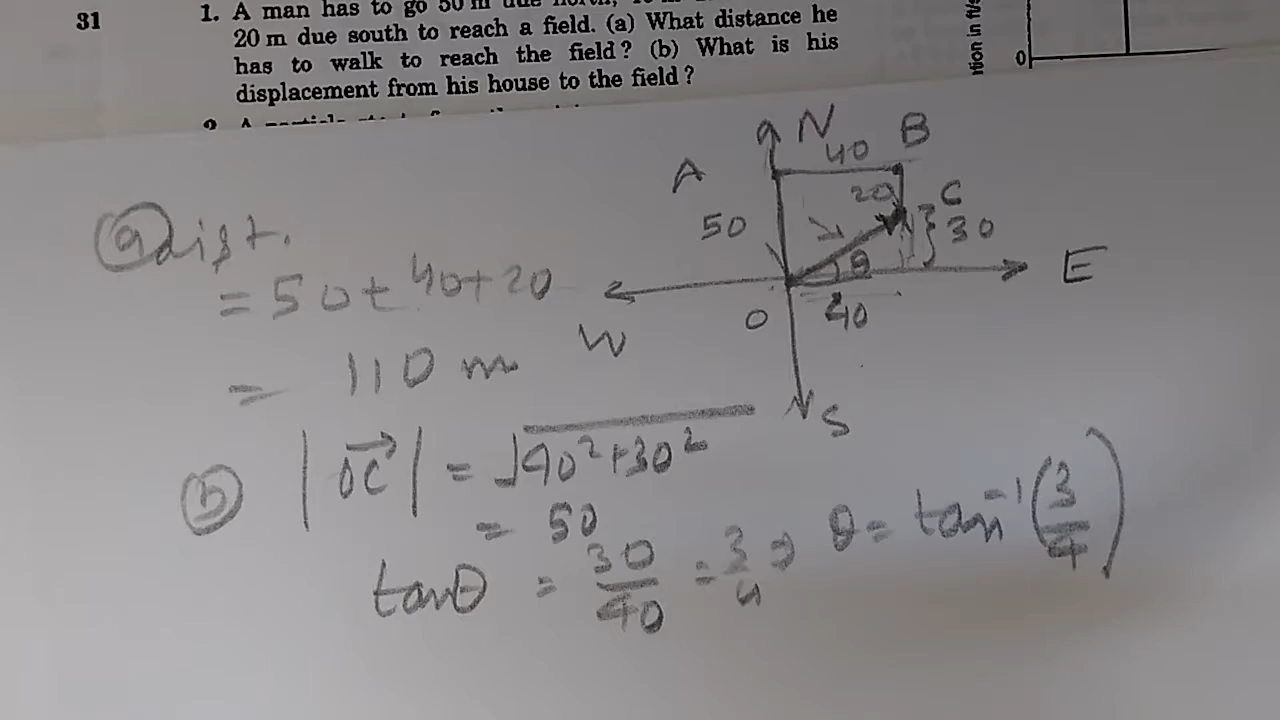 31
1. A man has to go 50 m due
20 m due south to reach a field. (a) What distance he
has to walk to reach the field? (b) What is his
displacement from his house to the field?
N
40 B
A
20 C
50 30
θ
E
O 40
W
S
(a) dist.
= 50 + 40 + 20
= 110 m
(b) |OC| = √40² + 30²
= 50
tanθ = 30/40 = 3/4 ⇒ θ = tan⁻¹(3/4)
0